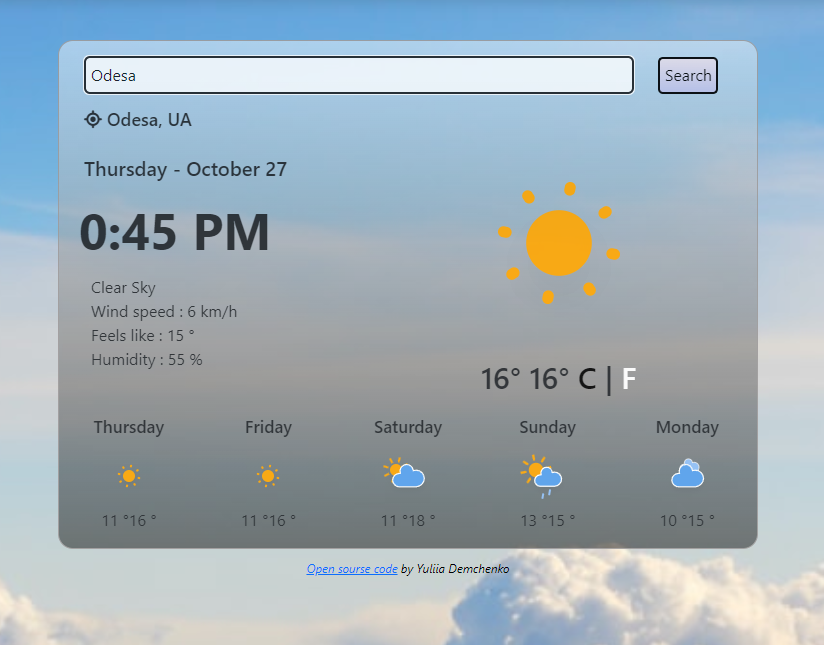 Odesa
Search
Odesa, UA
Thursday - October 27
0:45 PM
Clear Sky
Wind speed : 6 km/h
Feels like : 15 °
Humidity : 55 %
16° 16° C | F
Thursday Friday Saturday Sunday Monday
11 °16 ° 11 °16 ° 11 °18 ° 13 °15 ° 10 °15 °
Open sourse code by Yuliia Demchenko